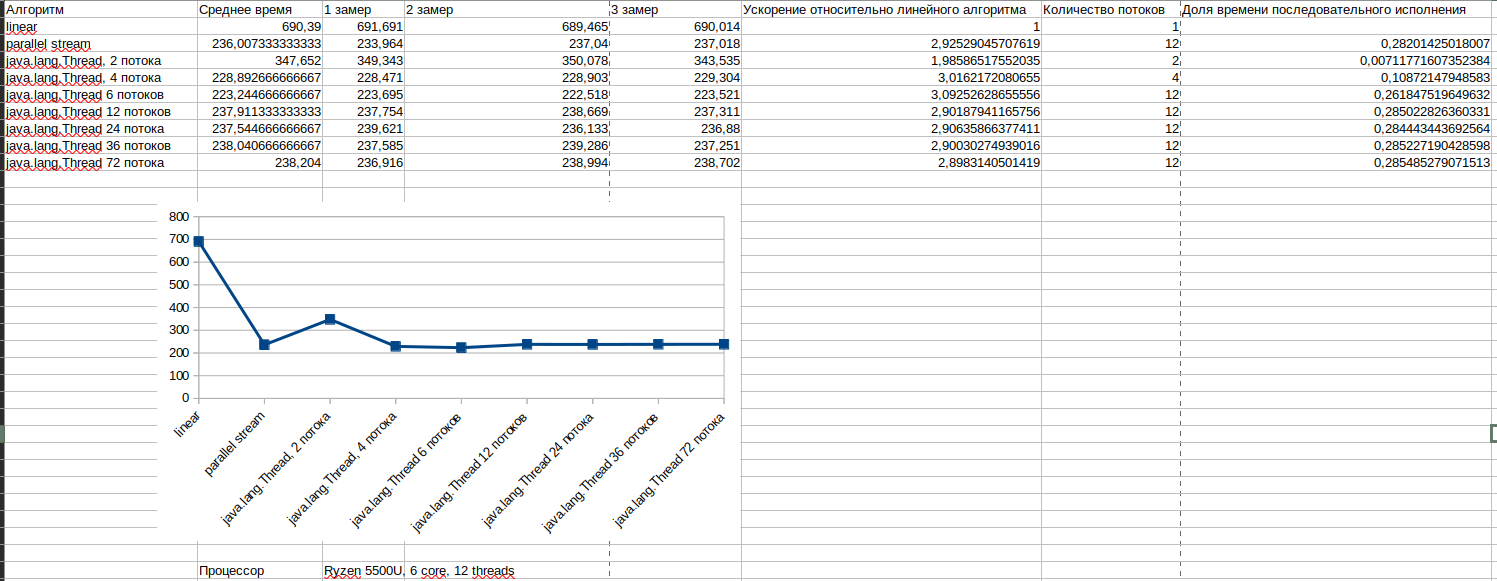 Алгоритм Среднее время 1 замер 2 замер 3 замер Ускорение относительно линейного алгоритма Количество потоков Доля времени последовательного исполнения
linear 690,39 691,691 689,465 690,014 1 1
parallel stream 236,007333333333 233,964 237,04 237,018 2,92529045707619 12 0,28201425018007
java.lang.Thread, 2 потока 347,652 349,343 350,078 343,535 1,98586517552035 2 0,00711771607352384
java.lang.Thread, 4 потока 228,892666666667 228,471 228,903 229,304 3,0162172080655 4 0,10872147948583
java.lang.Thread 6 потоков 223,244666666667 223,695 222,518 223,521 3,09252628655556 12 0,261847519649632
java.lang.Thread 12 потоков 237,911333333333 237,754 238,669 237,311 2,90187941165756 12 0,285022826360331
java.lang.Thread 24 потока 237,544666666667 239,621 236,133 236,88 2,90635866377411 12 0,284443443692564
java.lang.Thread 36 потоков 238,040666666667 237,585 239,286 237,251 2,90030274939016 12 0,285227190428598
java.lang.Thread 72 потока 238,204 236,916 238,994 238,702 2,8983140501419 12 0,285485279071513
800
700
600
500
400
300
200
100
0
linear
parallel stream
java.lang.Thread, 2 потока
java.lang.Thread, 4 потока
java.lang.Thread 6 потоков
java.lang.Thread 12 потоков
java.lang.Thread 24 потока
java.lang.Thread 36 потоков
java.lang.Thread 72 потока
Процессор Ryzen 5500U, 6 core, 12 threads